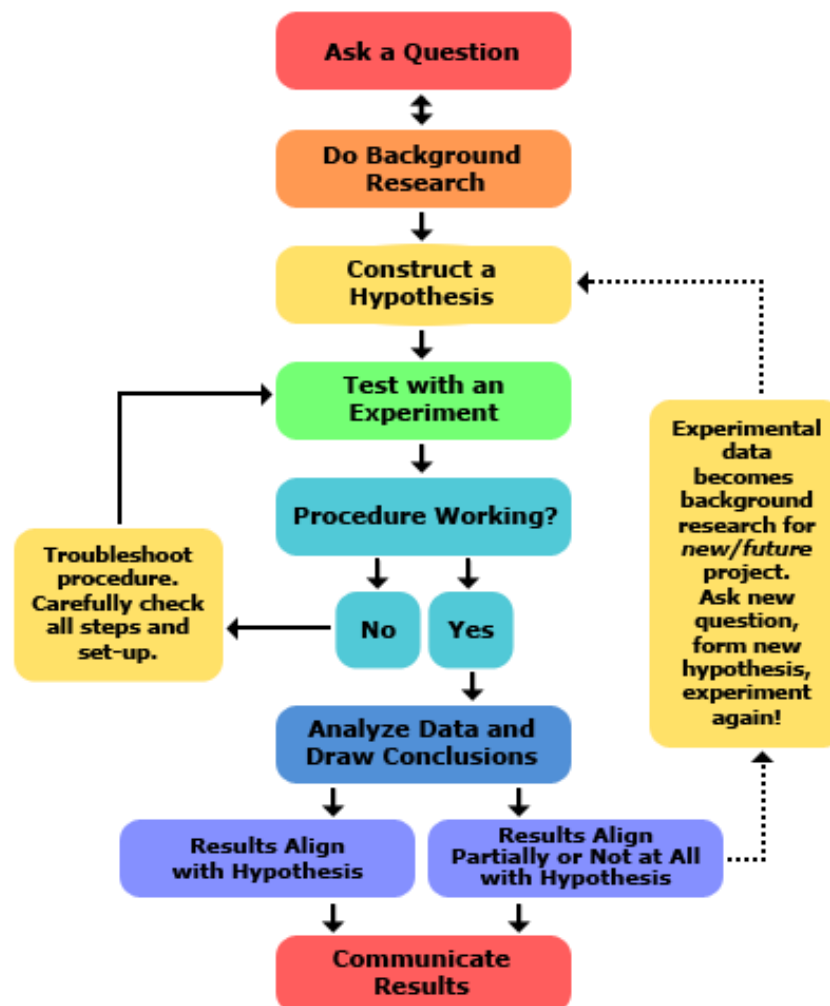 Ask a Question
Do Background
Research
Construct a
Hypothesis
Test with an
Experiment
Procedure Working?
No
Yes
Troubleshoot
procedure.
Carefully check
all steps and
set-up.
Experimental
data
becomes
background
research for
new/future
project.
Ask new
question,
form new
hypothesis,
experiment
again!
Analyze Data and
Draw Conclusions
Results Align
with Hypothesis
Results Align
Partially or Not at All
with Hypothesis
Communicate
Results